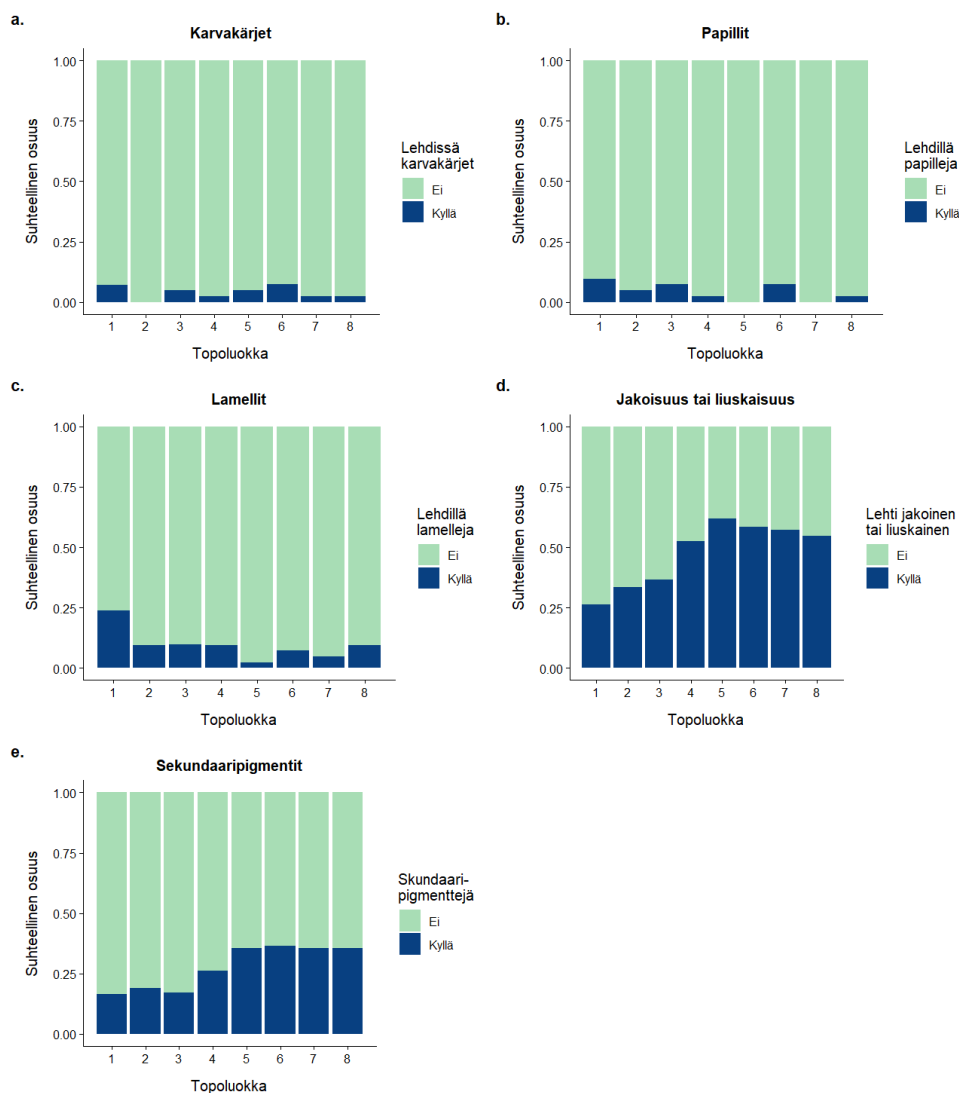 a.
Karvakärjet
1.00
0.75
0.50
0.25
0.00
Suhteellinen osuus
1 2 3 4 5 6 7 8
Topoluokka
Lehdissä
karvakärjet
Ei
Kyllä
b.
Papillit
1.00
0.75
0.50
0.25
0.00
Suhteellinen osuus
1 2 3 4 5 6 7 8
Topoluokka
Lehdillä
papilleja
Ei
Kyllä
c.
Lamellit
1.00
0.75
0.50
0.25
0.00
Suhteellinen osuus
1 2 3 4 5 6 7 8
Topoluokka
Lehdillä
lamelleja
Ei
Kyllä
d.
Jakoisuus tai liuskaisuus
1.00
0.75
0.50
0.25
0.00
Suhteellinen osuus
1 2 3 4 5 6 7 8
Topoluokka
Lehti jakoinen
tai liuskainen
Ei
Kyllä
e.
Sekundaaripigmentit
1.00
0.75
0.50
0.25
0.00
Suhteellinen osuus
1 2 3 4 5 6 7 8
Topoluokka
Skundaari-
pigmenttejä
Ei
Kyllä